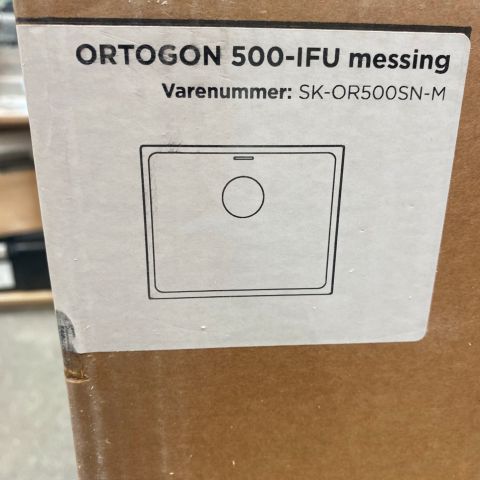 ORTOGON 500-IFU messing
Varenummer: SK-OR500SN-M